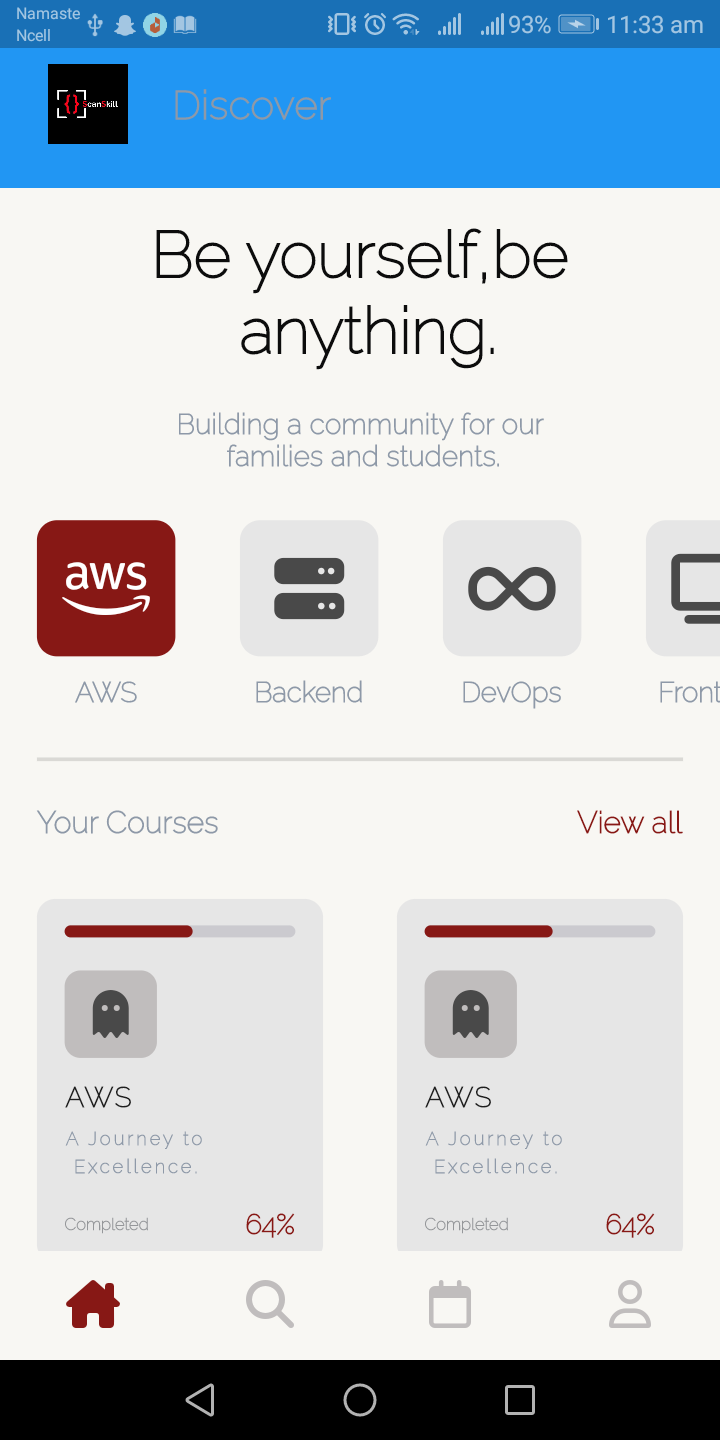 Namaste
Ncell
93%
11:33 am
{}ScanSkill
Discover
Be yourself,be
anything.
Building a community for our
families and students.
aws
AWS
Backend
DevOps
Front
Your Courses
View all
AWS
A Journey to
Excellence.
Completed
64%
AWS
A Journey to
Excellence.
Completed
64%